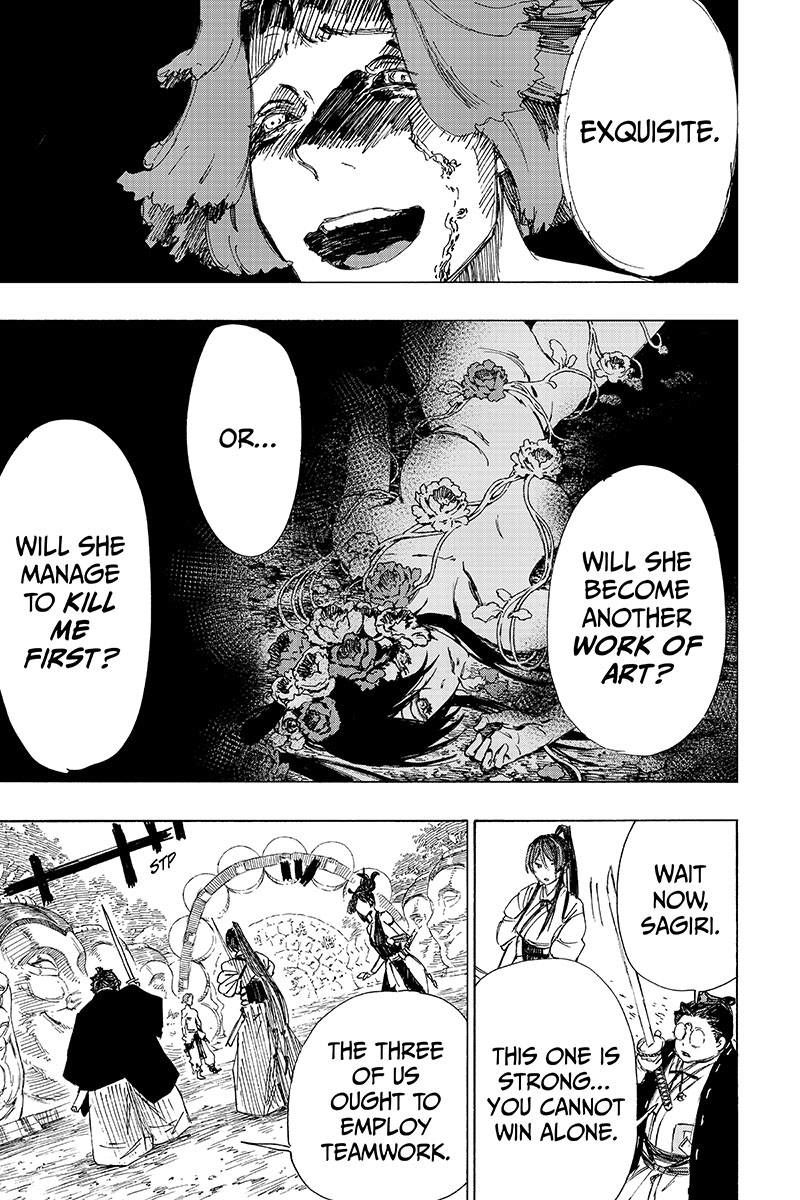 EXQUISITE.
WILL SHE
BECOME
ANOTHER
WORK OF
ART?
OR...
WILL SHE
MANAGE
TO KILL
ME
FIRST?
WAIT
NOW,
SAGIRI.
THIS ONE IS
STRONG...
YOU CANNOT
WIN ALONE.
STP
THE THREE
OF US
OUGHT TO
EMPLOY
TEAMWORK.